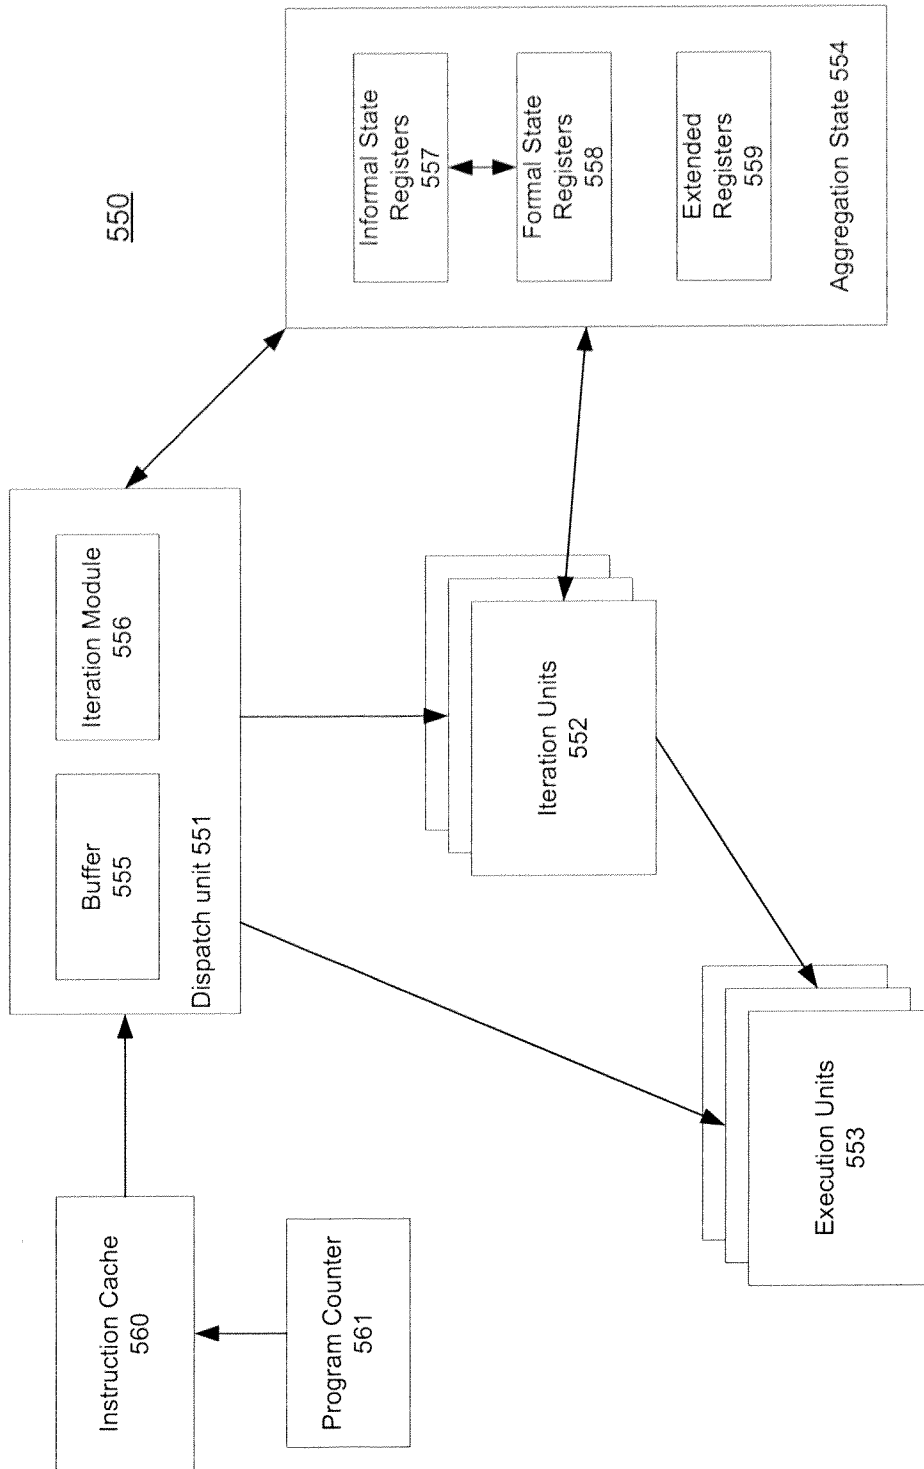 550
Instruction Cache
560
Program Counter
561
Buffer
555
Iteration Module
556
Dispatch unit 551
Iteration Units
552
Execution Units
553
Informal State
Registers
557
Formal State
Registers
558
Extended
Registers
559
Aggregation State 554